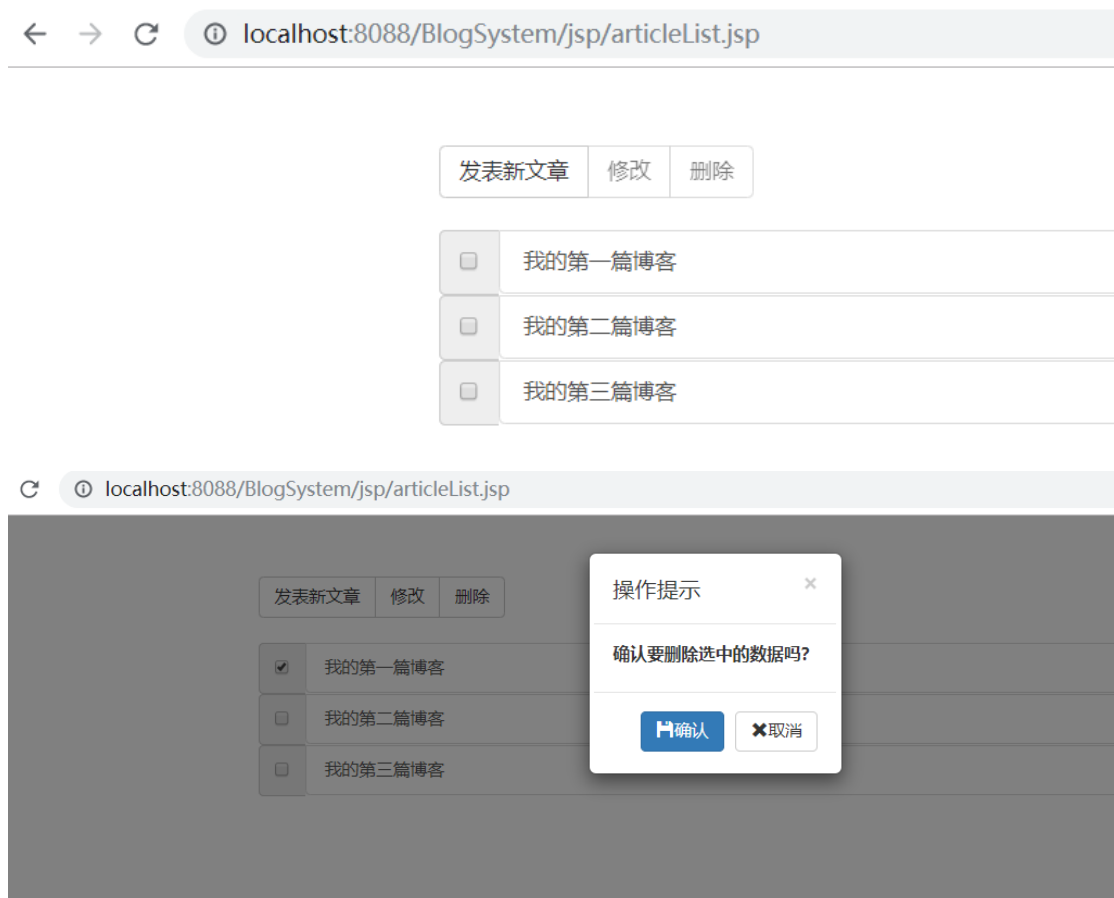 localhost:8088/BlogSystem/jsp/articleList.jsp
发表新文章 修改 删除
我的第一篇博客
我的第二篇博客
我的第三篇博客
localhost:8088/BlogSystem/jsp/articleList.jsp
发表新文章 修改 删除
我的第一篇博客
我的第二篇博客
我的第三篇博客
操作提示 ×
确认要删除选中的数据吗?
确认 取消